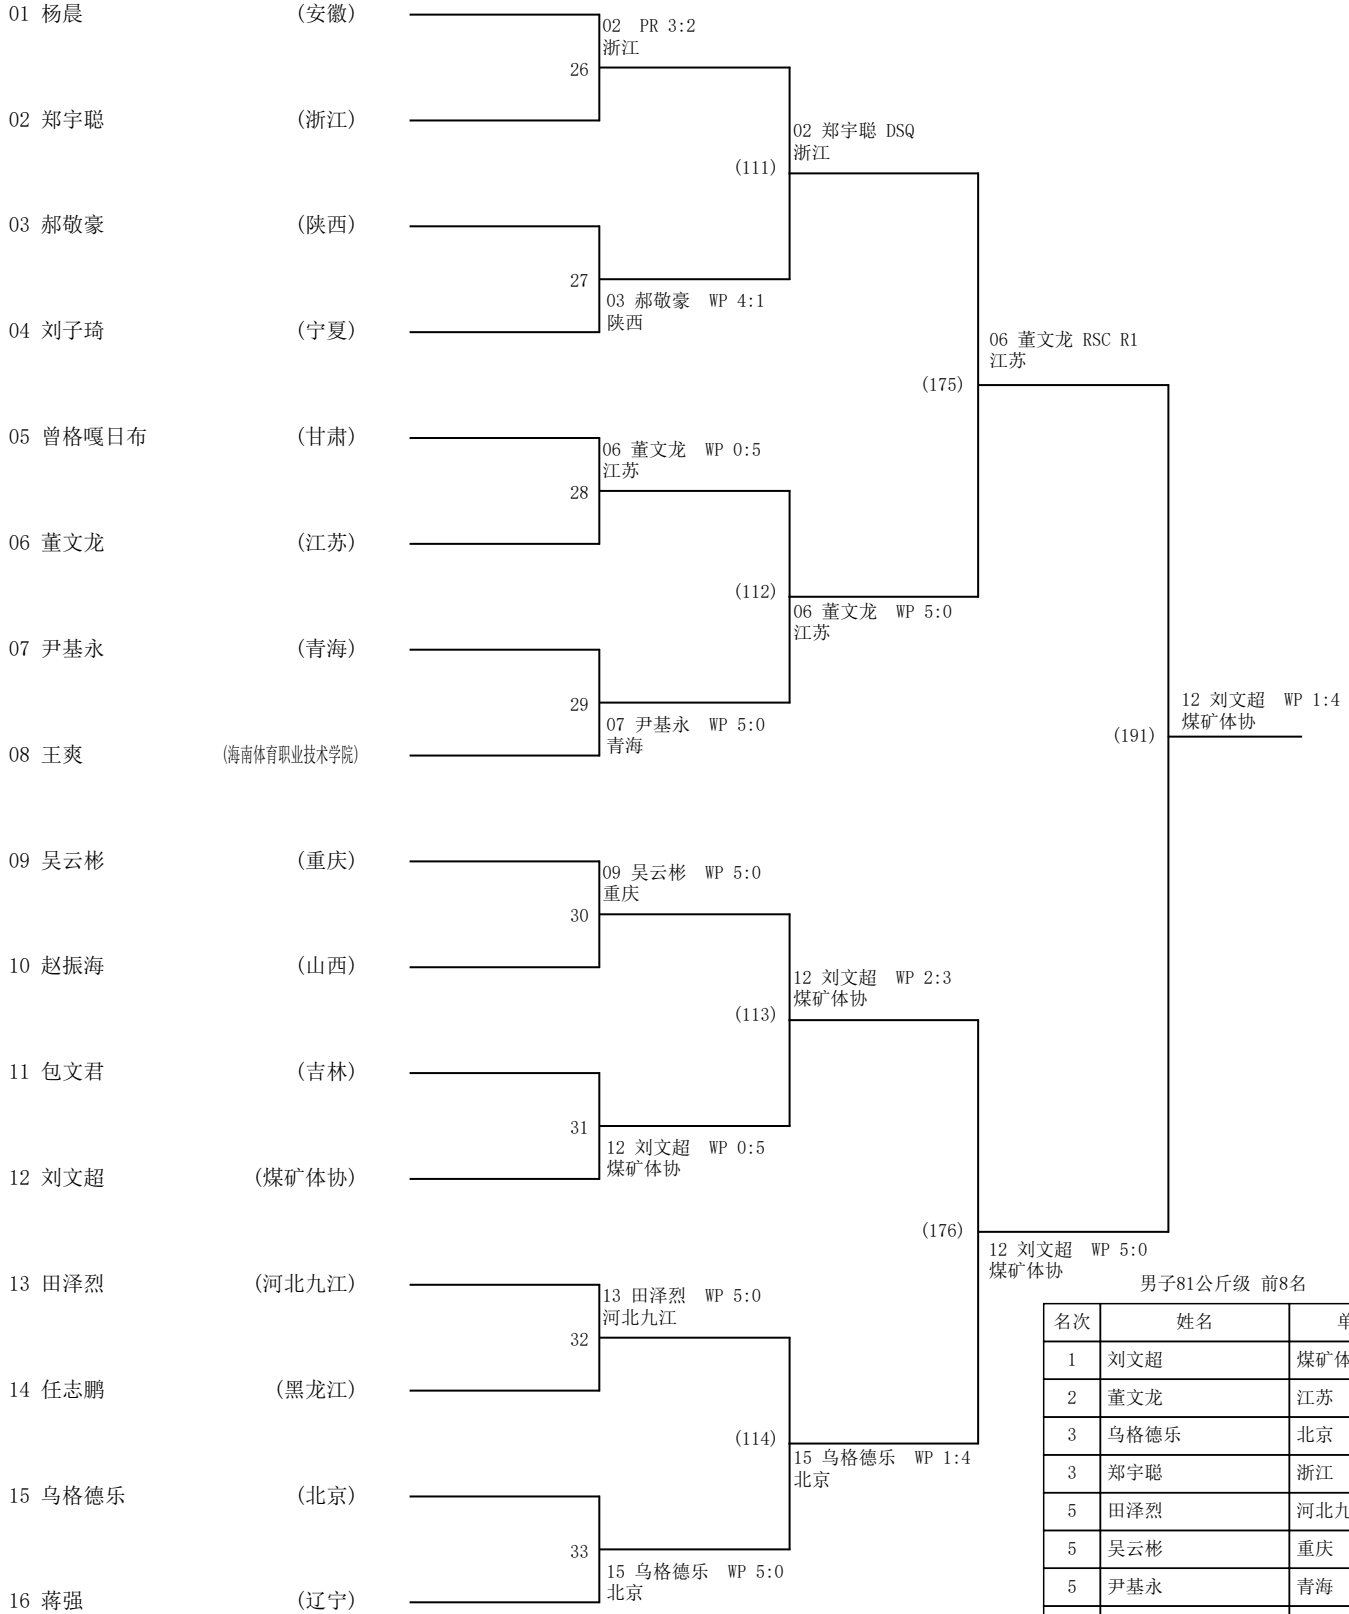 01 杨晨 (安徽)
02 PR 3:2
浙江
26
02 郑宇聪 (浙江)
02 郑宇聪 DSQ
浙江
(111)
03 郝敬豪 (陕西)
27
03 郝敬豪 WP 4:1
陕西
04 刘子琦 (宁夏)
06 董文龙 RSC R1
江苏
(175)
05 曾格嘎日布 (甘肃)
06 董文龙 WP 0:5
江苏
28
06 董文龙 (江苏)
(112)
06 董文龙 WP 5:0
江苏
07 尹基永 (青海)
29
07 尹基永 WP 5:0
青海
08 王爽 (海南体育职业技术学院)
12 刘文超 WP 1:4
煤矿体协
(191)
09 吴云彬 (重庆)
09 吴云彬 WP 5:0
重庆
30
10 赵振海 (山西)
12 刘文超 WP 2:3
煤矿体协
(113)
11 包文君 (吉林)
31
12 刘文超 WP 0:5
煤矿体协
12 刘文超 (煤矿体协)
(176)
12 刘文超 WP 5:0
煤矿体协
13 田泽烈 (河北九江)
13 田泽烈 WP 5:0
河北九江
32
14 任志鹏 (黑龙江)
(114)
15 乌格德乐 WP 1:4
北京
15 乌格德乐 (北京)
33
15 乌格德乐 WP 5:0
北京
16 蒋强 (辽宁)
男子81公斤级 前8名
名次 姓名
1 刘文超 煤矿体
2 董文龙 江苏
3 乌格德乐 北京
3 郑宇聪 浙江
5 田泽烈 河北九
5 吴云彬 重庆
5 尹基永 青海